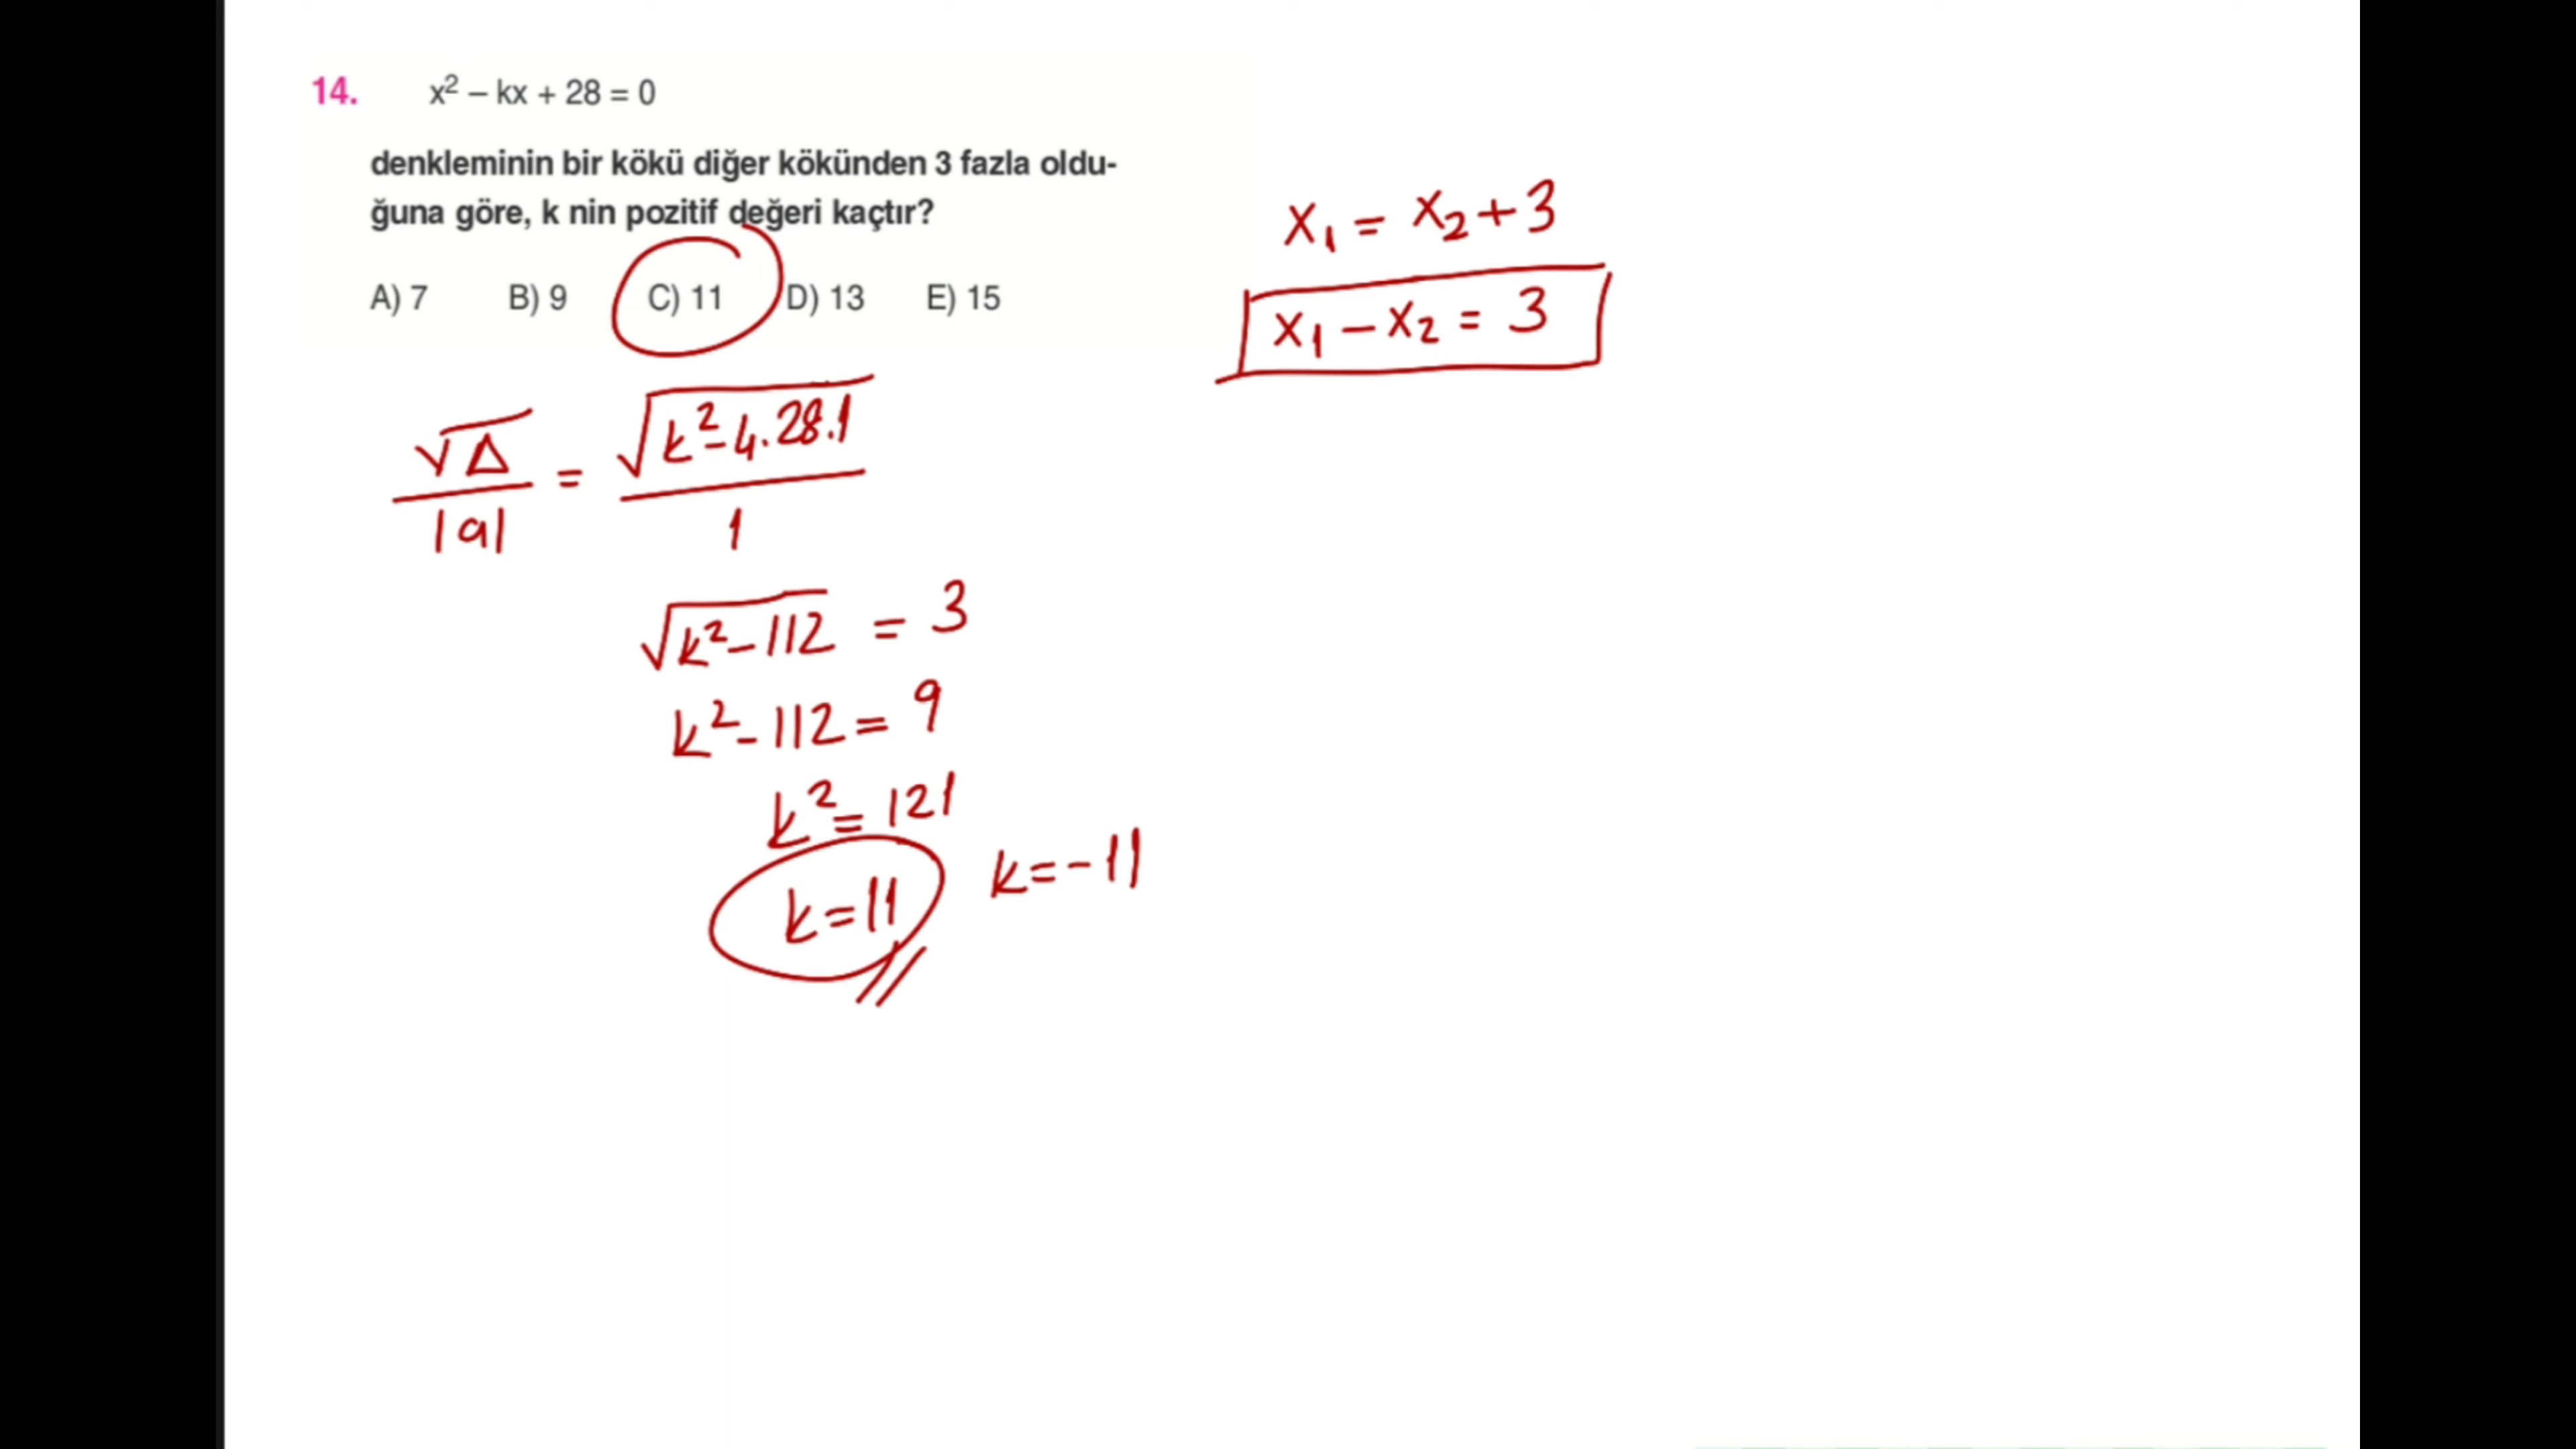 14. x² – kx + 28 = 0
denkleminin bir kökü diğer kökünden 3 fazla oldu-
ğuna göre, k nin pozitif değeri kaçtır?
A) 7 B) 9 C) 11 D) 13 E) 15
x₁ = x₂ + 3
x₁ – x₂ = 3
√Δ / |a| = √(k² – 4.28.1) / 1
√(k² – 112) = 3
k² – 112 = 9
k² = 121
k = 11 k = -11